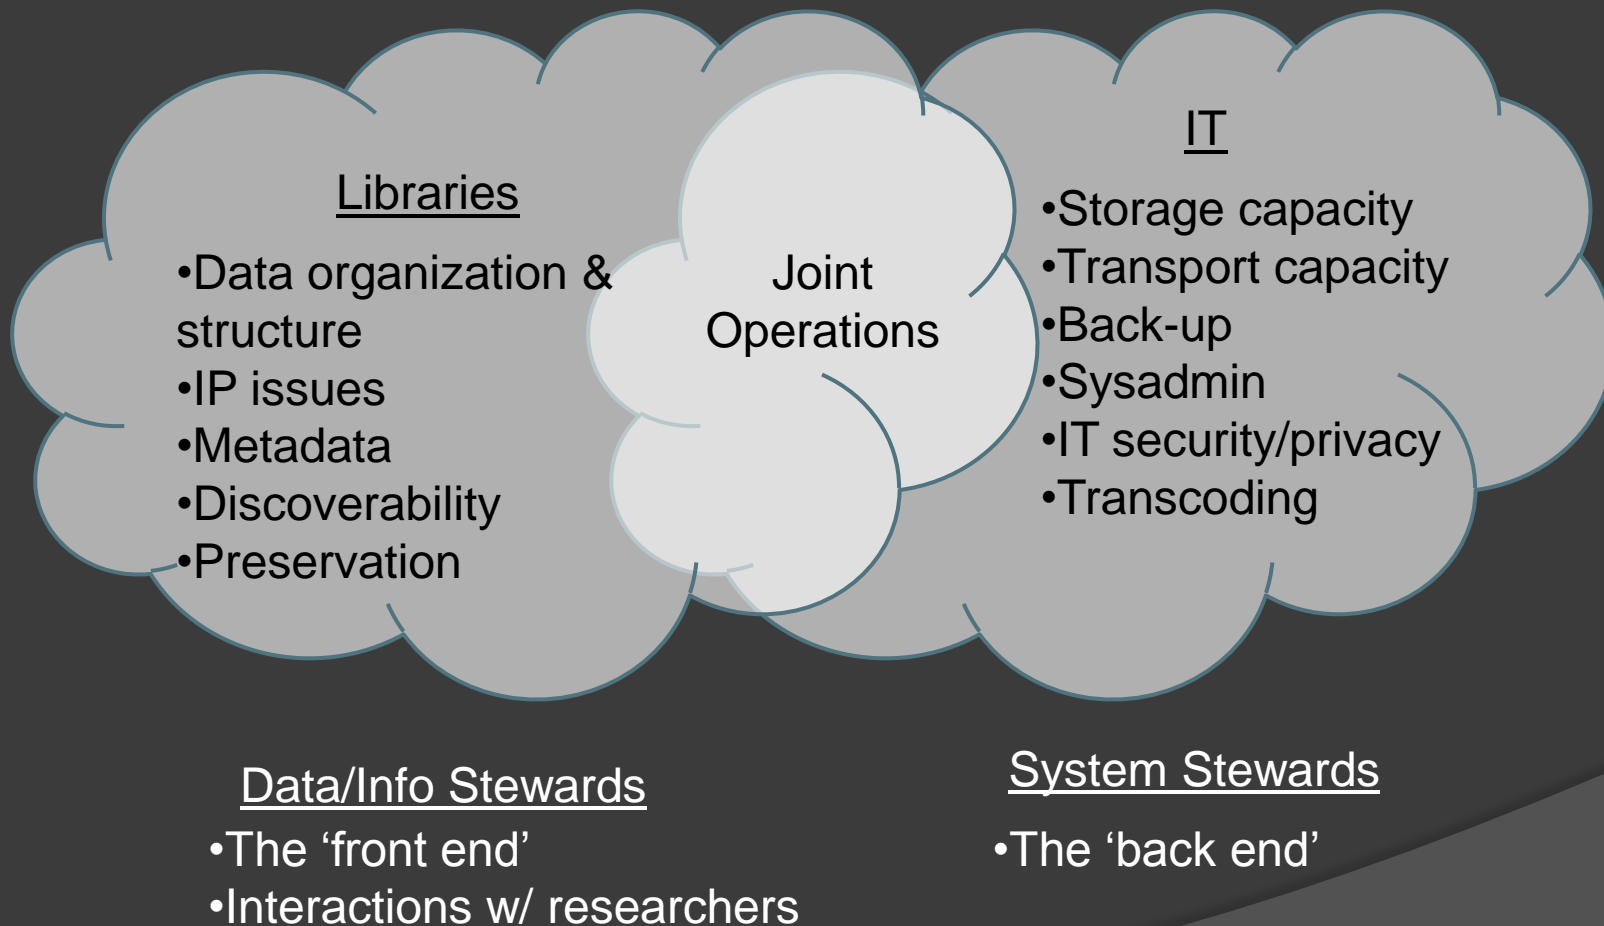 Libraries
•Data organization &
structure
•IP issues
•Metadata
•Discoverability
•Preservation
Joint
Operations
IT
•Storage capacity
•Transport capacity
•Back-up
•Sysadmin
•IT security/privacy
•Transcoding
Data/Info Stewards
•The ‘front end’
•Interactions w/ researchers
System Stewards
•The ‘back end’